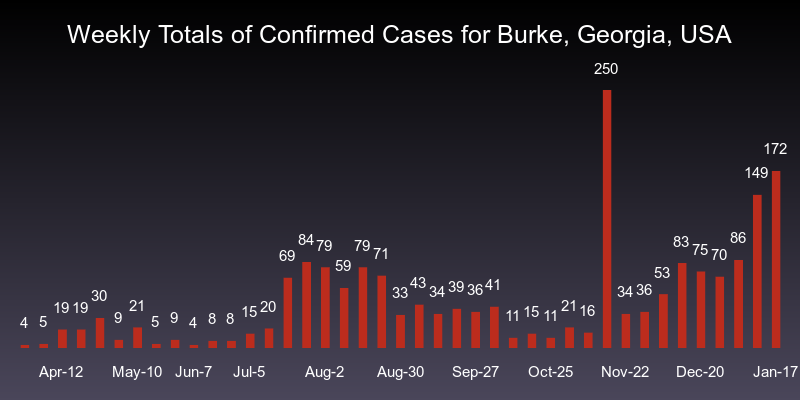 Weekly Totals of Confirmed Cases for Burke, Georgia, USA
4 5 19 19 30 9 21 5 9 4 8 8 15 20 69 84 79 59 79 71 33 43 34 39 36 41 11 15 11 21 16 250 34 36 53 83 75 70 86 149 172
Apr-12 May-10 Jun-7 Jul-5 Aug-2 Aug-30 Sep-27 Oct-25 Nov-22 Dec-20 Jan-17